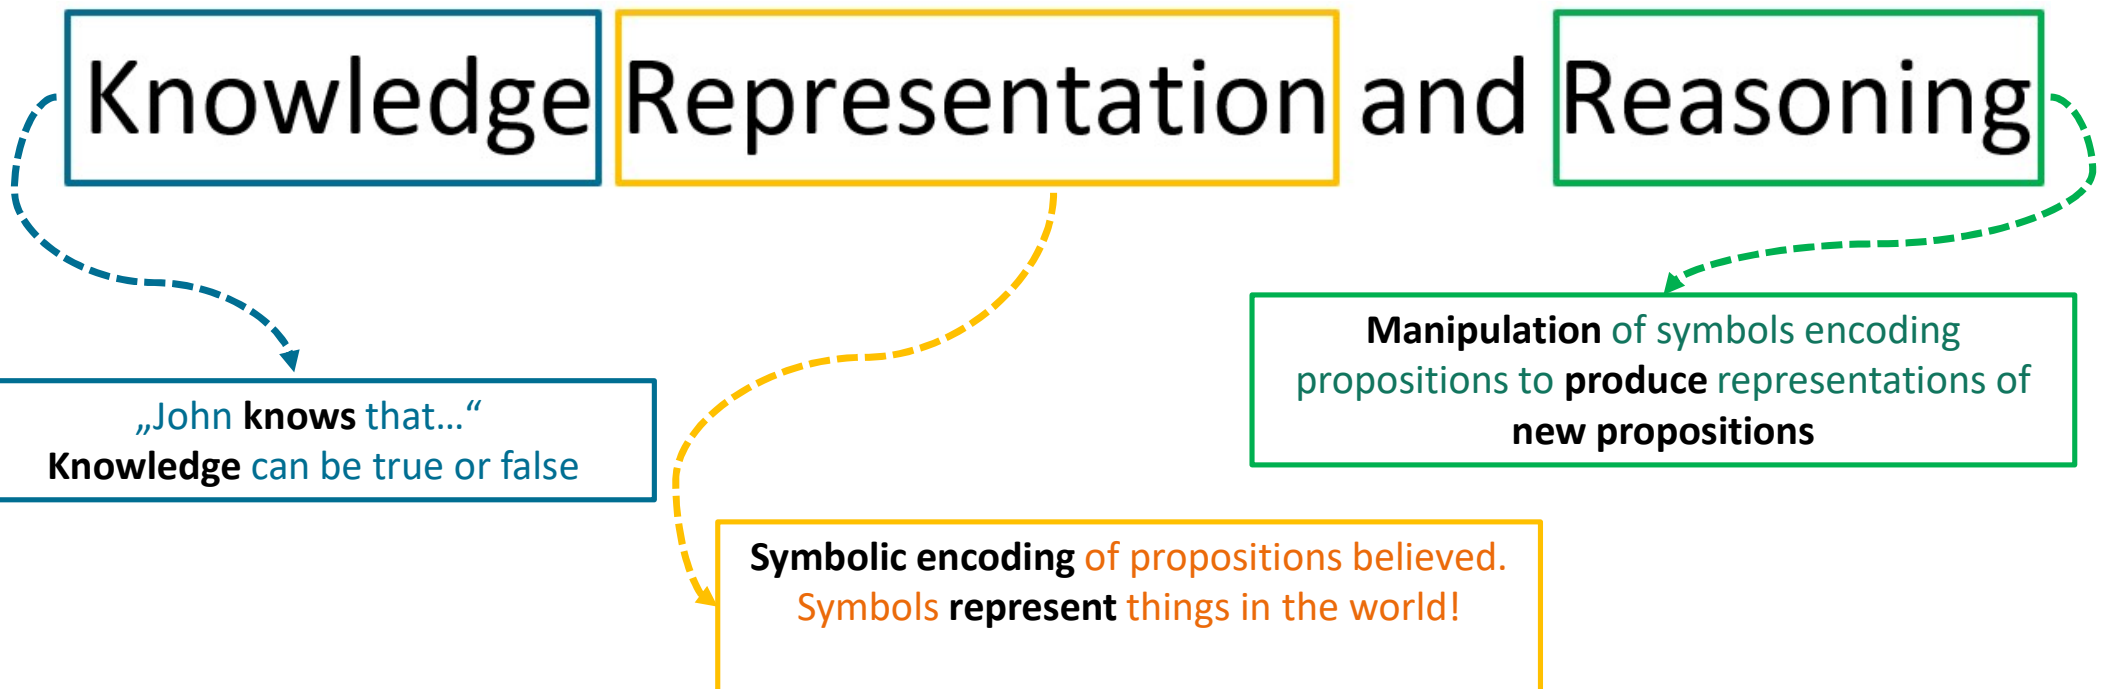 Knowledge Representation and Reasoning
„John knows that…“
Knowledge can be true or false
Symbolic encoding of propositions believed.
Symbols represent things in the world!
Manipulation of symbols encoding
propositions to produce representations of
new propositions